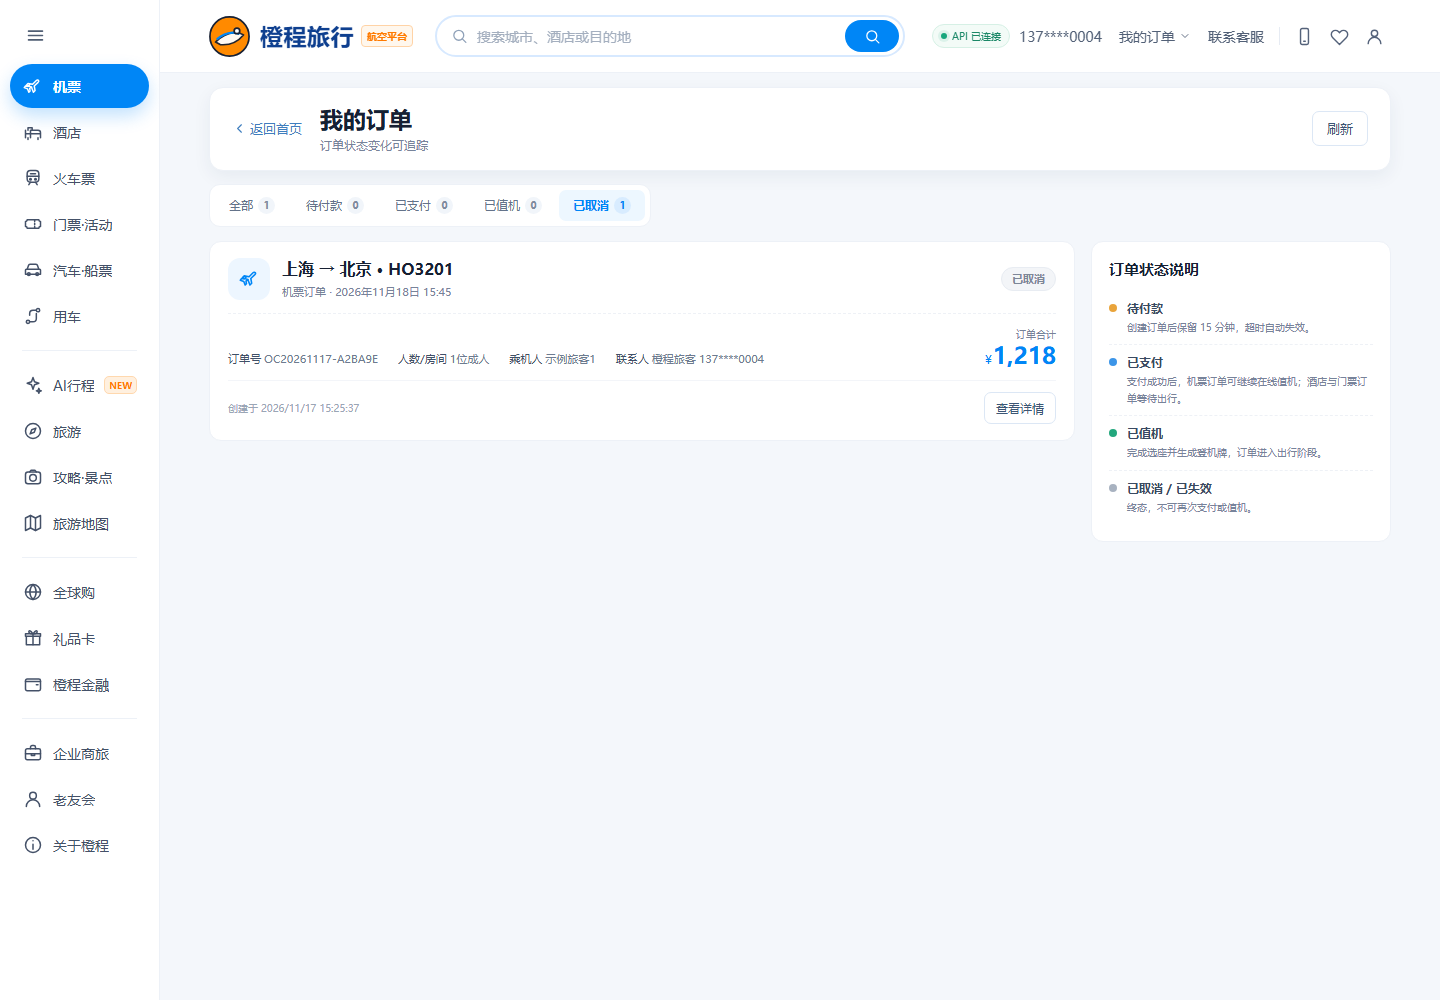 机票
酒店
火车票
门票·活动
汽车·船票
用车
AI行程 NEW
旅游
攻略·景点
旅游地图
全球购
礼品卡
橙程金融
企业商旅
老友会
关于橙程
橙程旅行 航空平台
搜索城市、酒店或目的地
API 已连接 137****0004 我的订单 联系客服
返回首页
我的订单
订单状态变化可追踪
刷新
全部 1 待付款 0 已支付 0 已值机 0 已取消 1
上海 → 北京 • HO3201
机票订单 · 2026年11月18日 15:45
已取消
订单号 OC20261117-A2BA9E 人数/房间 1位成人 乘机人 示例旅客1 联系人 橙程旅客 137****0004
订单合计
¥1,218
创建于 2026/11/17 15:25:37
查看详情
订单状态说明
待付款
创建订单后保留 15 分钟，超时自动失效。
已支付
支付成功后，机票订单可继续在线值机；酒店与门票订
单等待出行。
已值机
完成选座并生成登机牌，订单进入出行阶段。
已取消 / 已失效
终态，不可再次支付或值机。